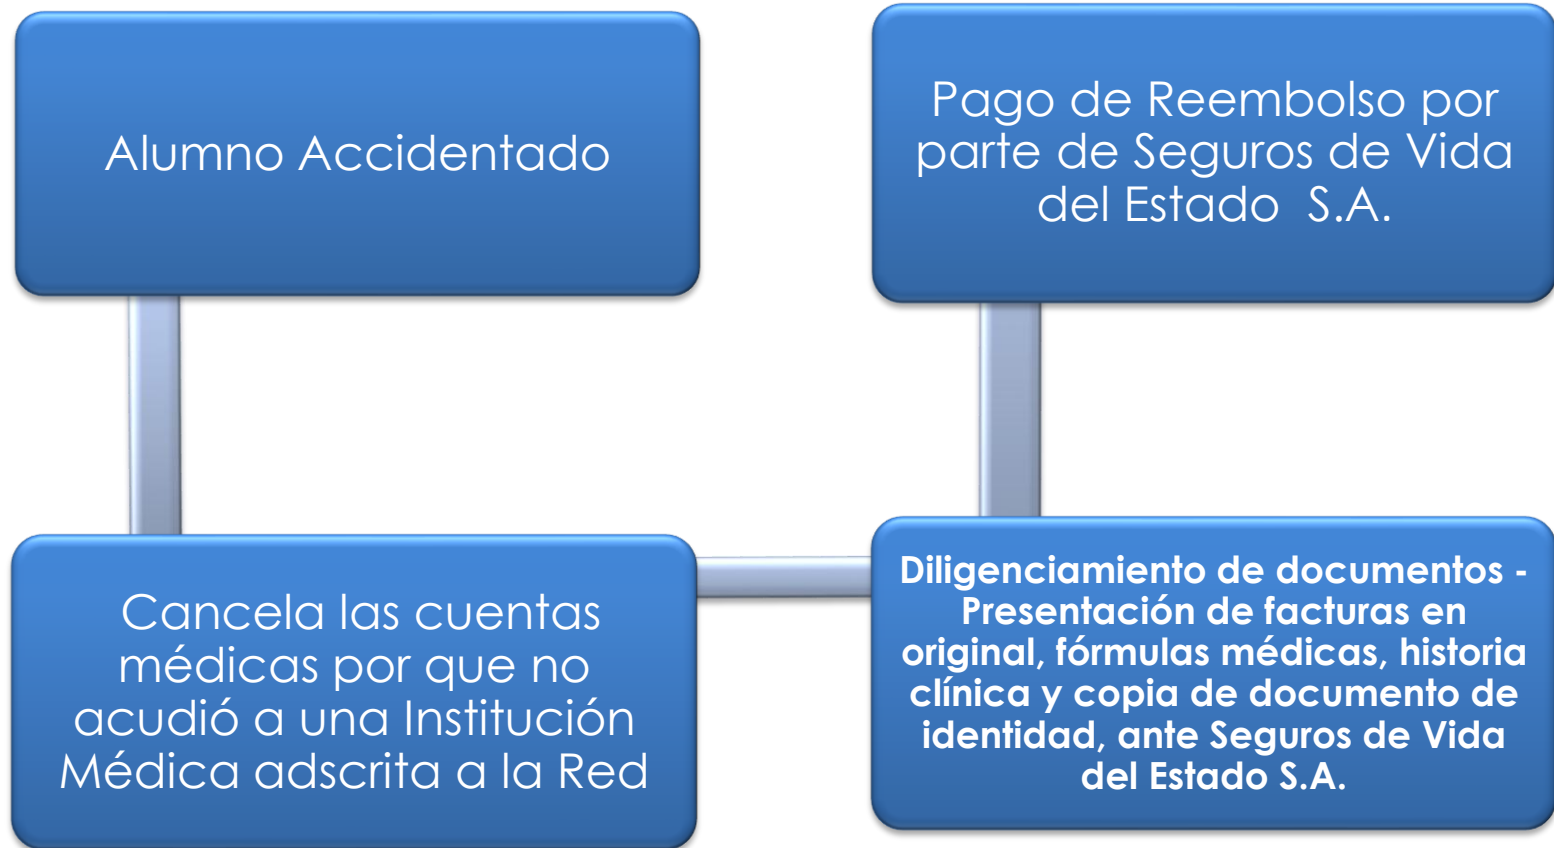 Alumno Accidentado
Cancela las cuentas
médicas por que no
acudió a una Institución
Médica adscrita a la Red
Diligenciamiento de documentos -
Presentación de facturas en
original, fórmulas médicas, historia
clínica y copia de documento de
identidad, ante Seguros de Vida
del Estado S.A.
Pago de Reembolso por
parte de Seguros de Vida
del Estado  S.A.